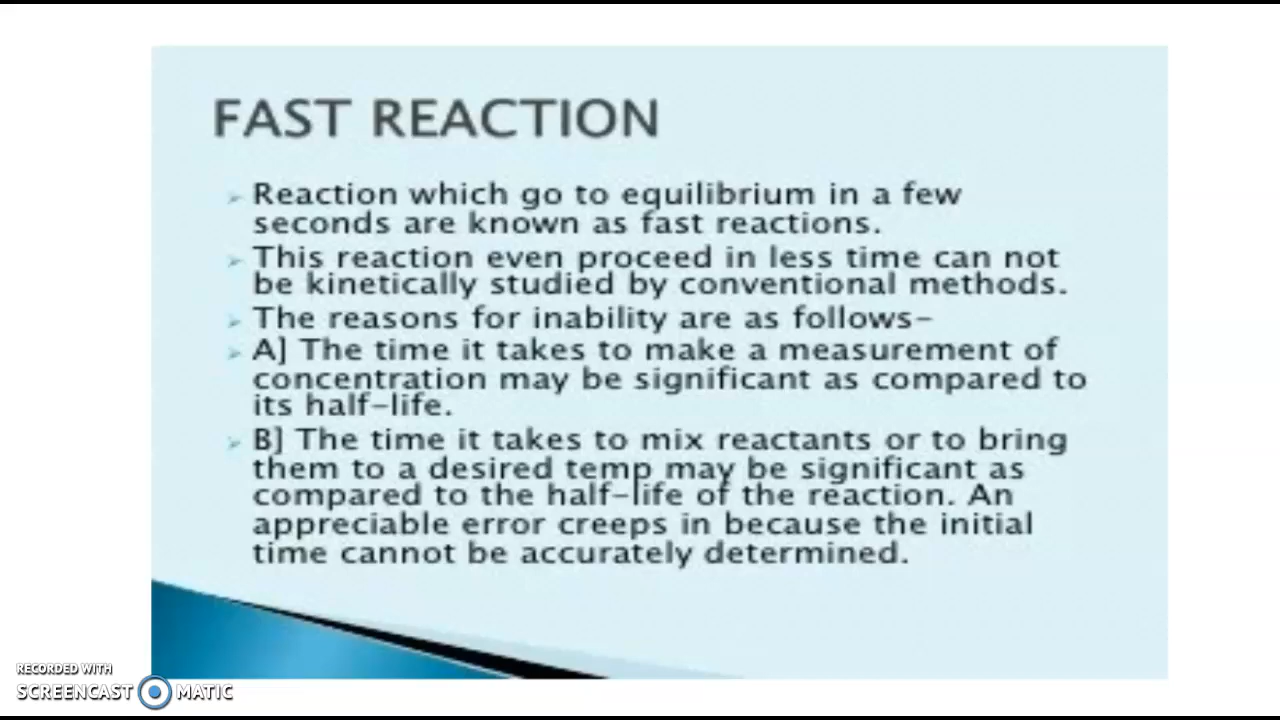 FAST REACTION
Reaction which go to equilibrium in a few
seconds are known as fast reactions.
This reaction even proceed in less time can not
be kinetically studied by conventional methods.
The reasons for inability are as follows-
A] The time it takes to make a measurement of
concentration may be significant as compared to
its half-life.
B] The time it takes to mix reactants or to bring
them to a desired temp may be significant as
compared to the half-life of the reaction. An
appreciable error creeps in because the initial
time cannot be accurately determined.
RECORDED WITH
SCREENCAST MATIC